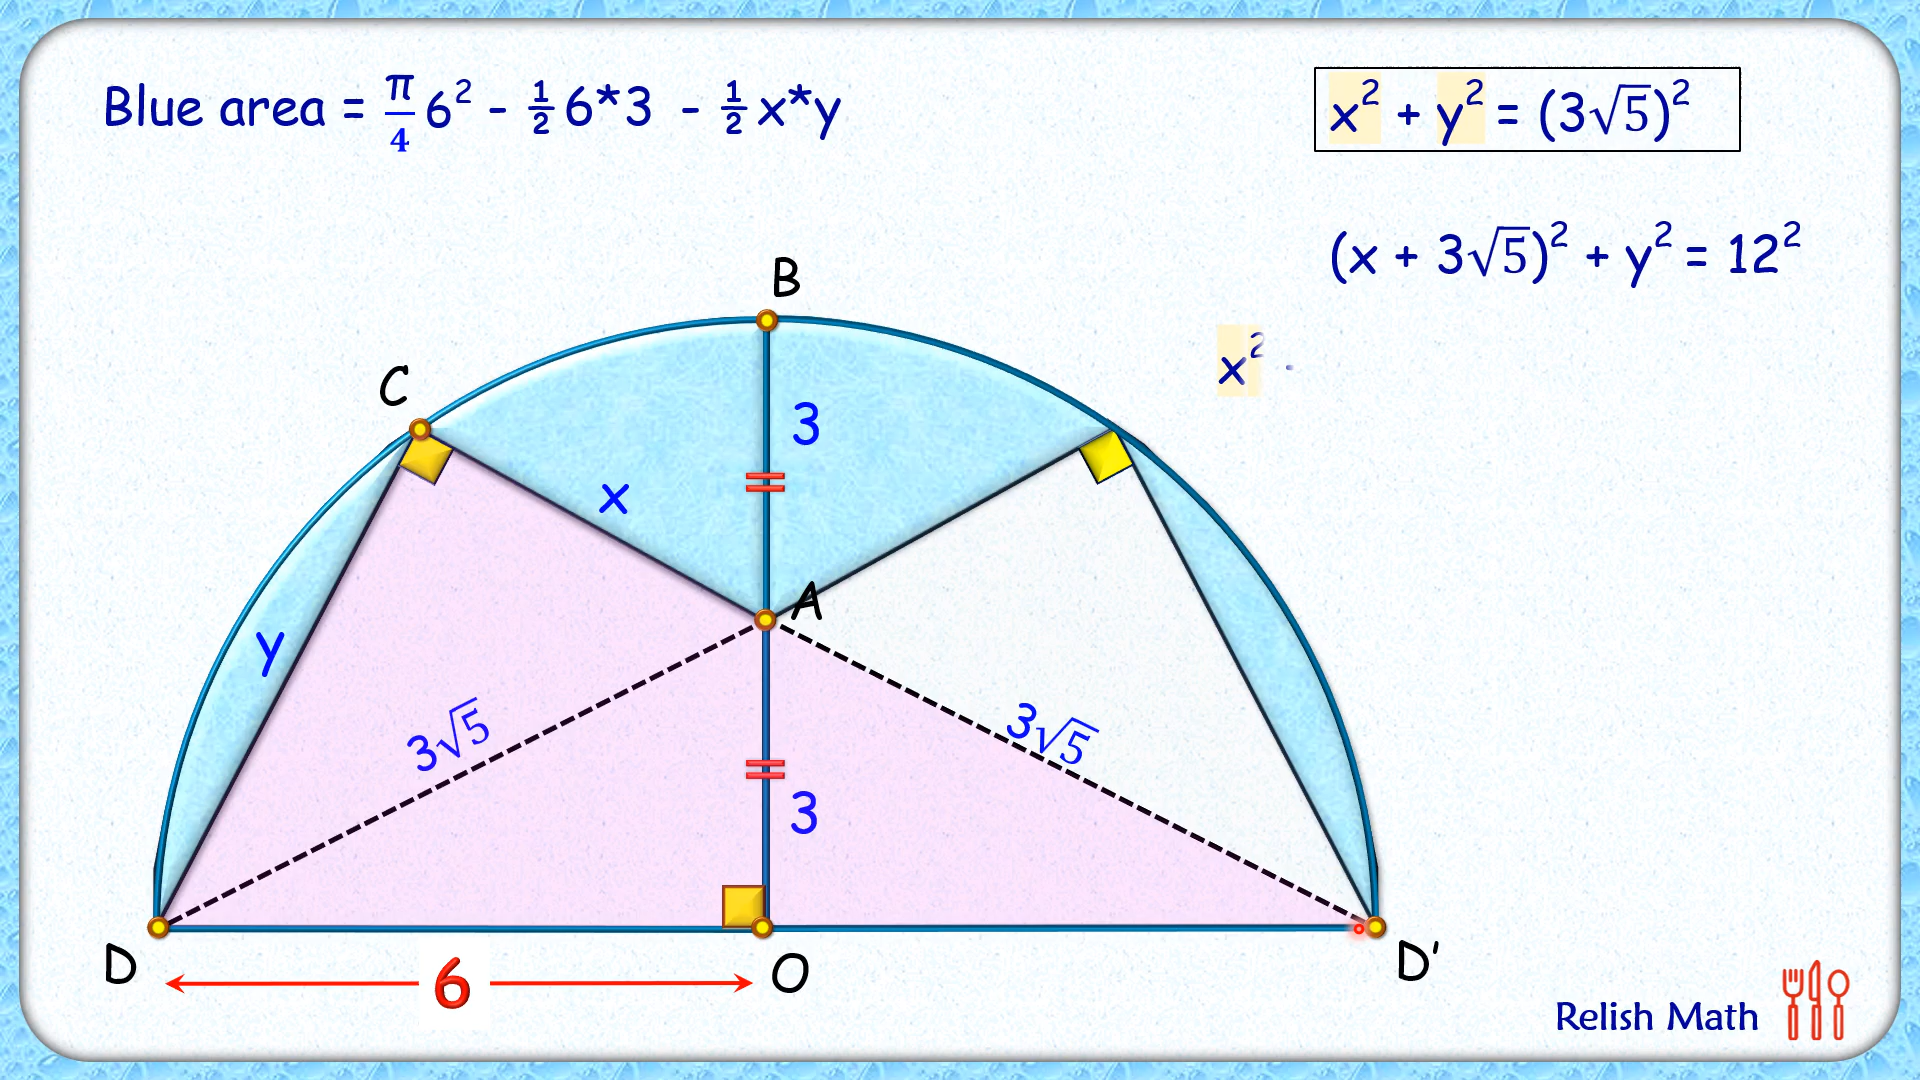 Blue area = π/4 6² - ½ 6*3 - ½ x*y
x² + y² = (3√5)²
(x + 3√5)² + y² = 12²
x²
B
C
3
x
A
y
3√5
3√5
3
D
6
O
D'
Relish Math